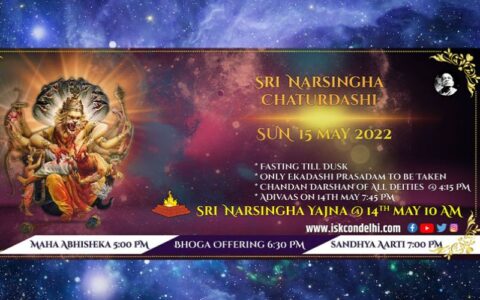 SRI NARSINGHA
CHATURDASHI
SUN 15 MAY 2022
* FASTING TILL DUSK
* ONLY EKADASHI PRASADAM TO BE TAKEN
* CHANDAN DARSHAN OF ALL DEITIES @ 4:15 PM
* ADIVAAS ON 14TH MAY 7:45 PM
SRI NARSINGHA YAJNA @ 14TH MAY 10 AM
www.iskcondelhi.com
MAHA ABHISHEKA 5:00 PM
BHOGA OFFERING 6:30 PM
SANDHYA AARTI 7:00 PM